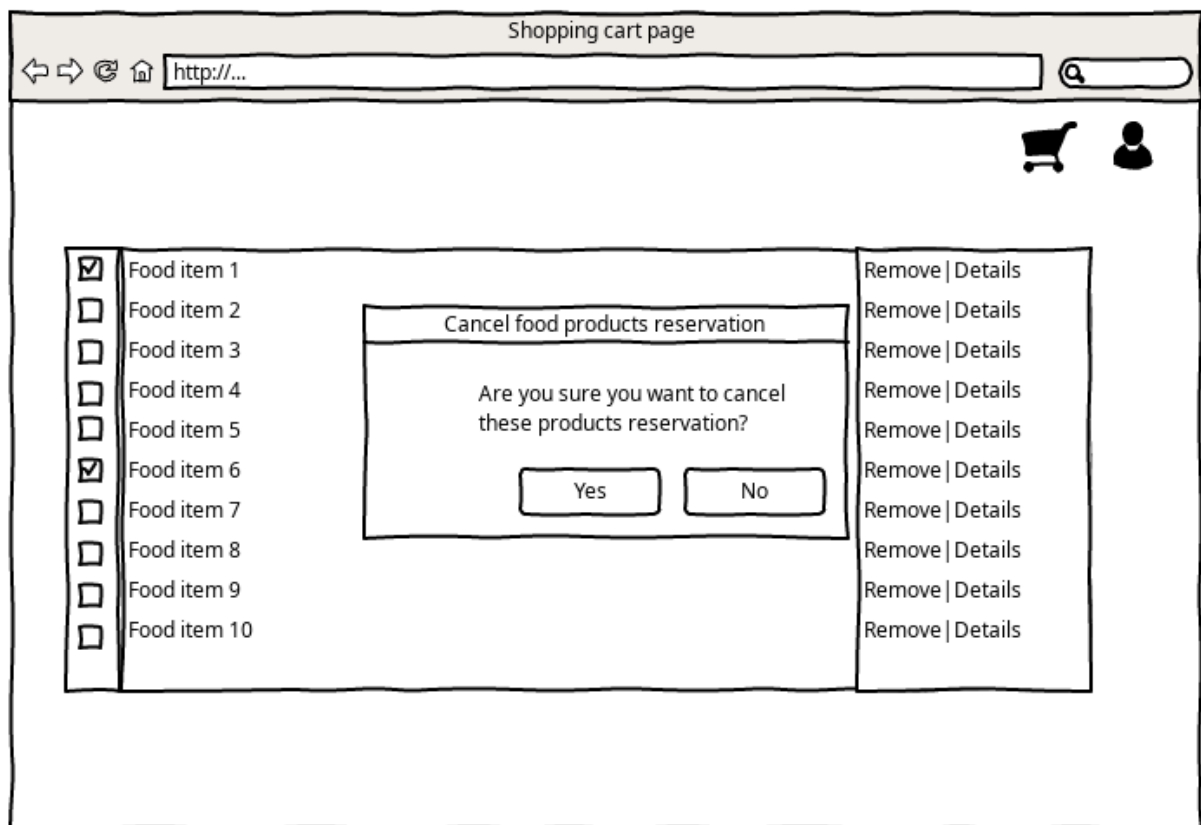 Shopping cart page
http://...
Food item 1 Remove|Details
Food item 2 Remove|Details
Food item 3 Remove|Details
Food item 4 Remove|Details
Food item 5 Remove|Details
Food item 6 Remove|Details
Food item 7 Remove|Details
Food item 8 Remove|Details
Food item 9 Remove|Details
Food item 10 Remove|Details
Cancel food products reservation
Are you sure you want to cancel
these products reservation?
Yes No